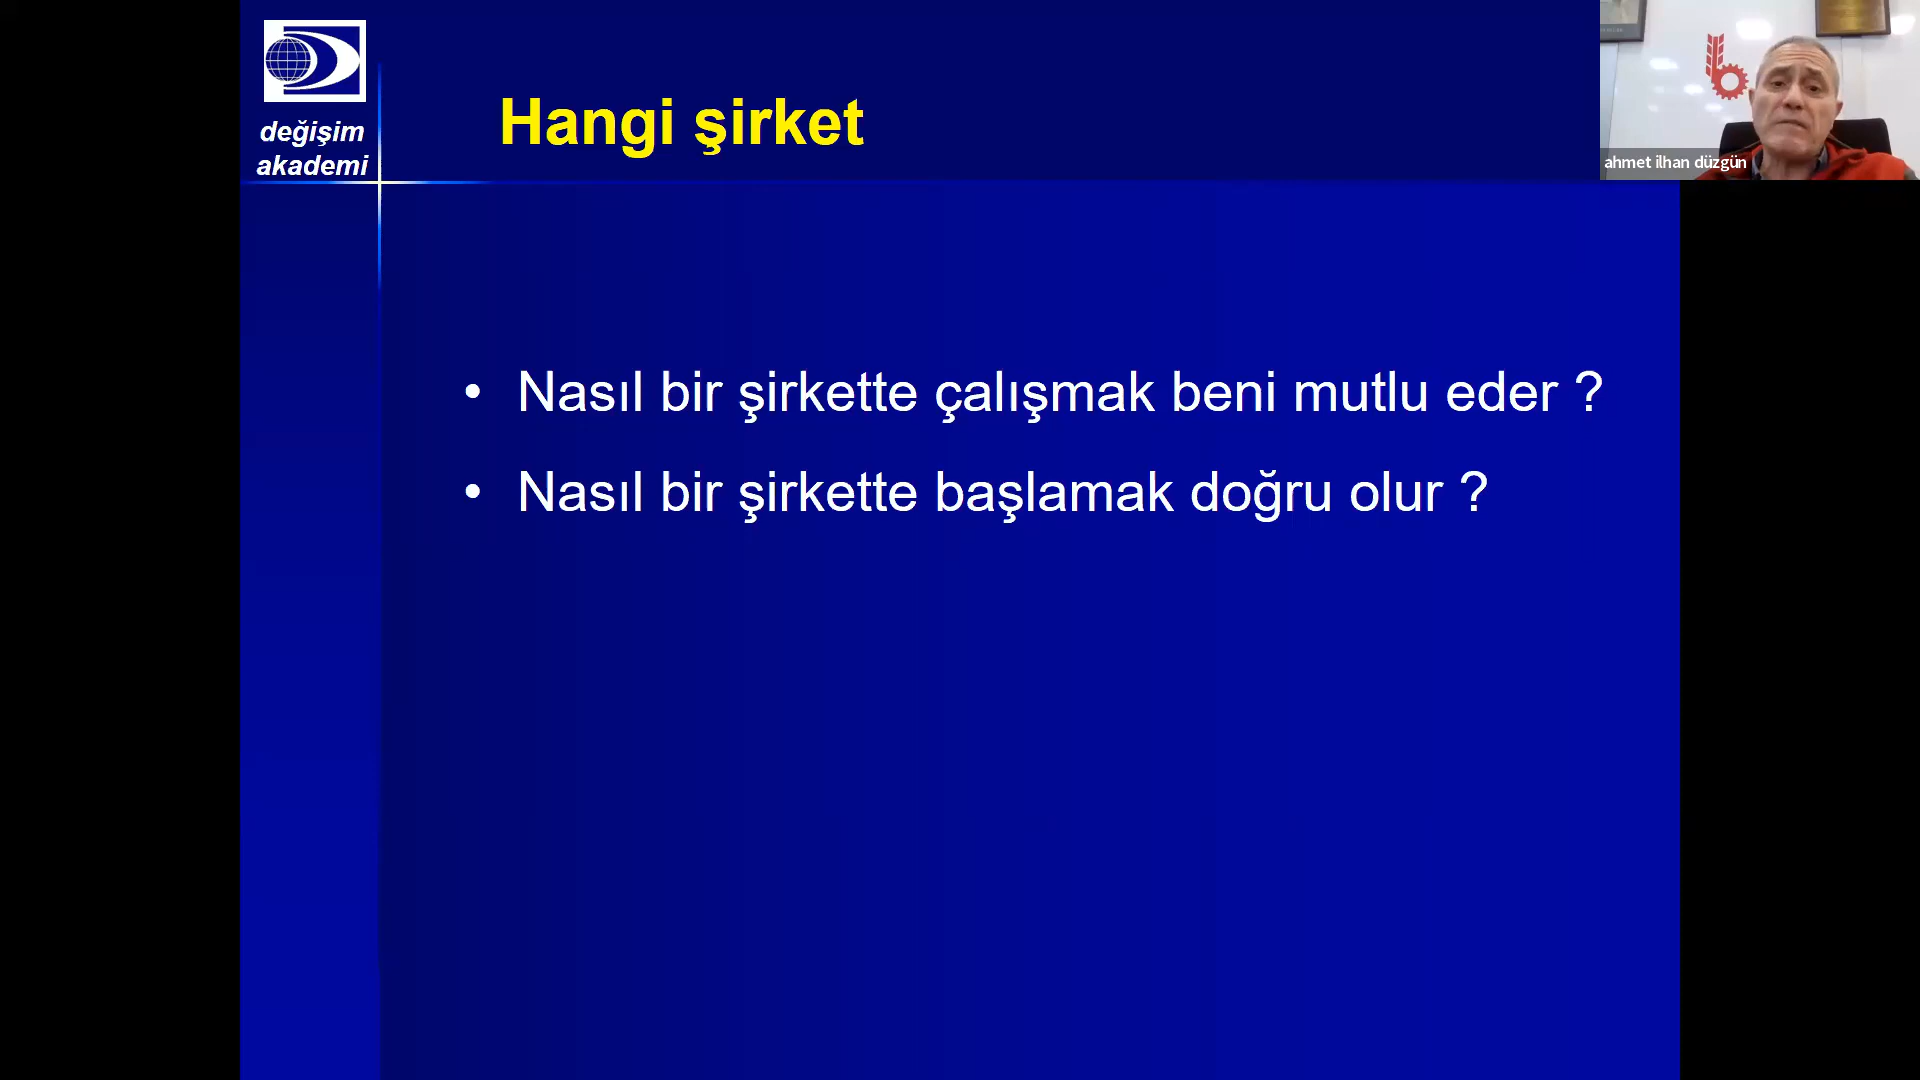 değişim
akademi
Hangi şirket
ahmet ilhan düzgün
• Nasıl bir şirkette çalışmak beni mutlu eder ?
• Nasıl bir şirkette başlamak doğru olur ?